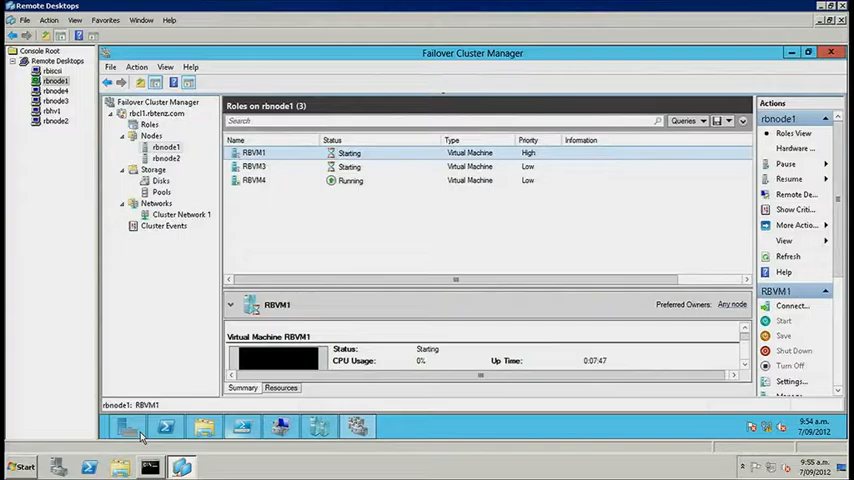 Remote Desktops
File Action View Favorites Window Help
Console Root
Remote Desktops
rbiscsi
rbnode1
rbnode4
rbnode3
rbhv1
rbnode2
Failover Cluster Manager
File Action View Help
Failover Cluster Manager
rbcl1.rbtenz.com
Roles
Nodes
rbnode1
rbnode2
Storage
Disks
Pools
Networks
Cluster Network 1
Cluster Events
Roles on rbnode1 (3)
Search
Queries
Name Status Type Priority Information
RBVM1 Starting Virtual Machine High
RBVM3 Starting Virtual Machine Low
RBVM4 Running Virtual Machine Low
RBVM1 Preferred Owners: Any node
Virtual Machine RBVM1
Status: Starting
CPU Usage: 0% Up Time: 0:07:47
Summary Resources
Actions
rbnode1
Roles View
Hardware ...
Pause
Resume
Remote De...
Show Criti...
More Actio...
View
Refresh
Help
RBVM1
Connect...
Start
Save
Shut Down
Turn Off
Settings...
rbnode1: RBVM1
9:54 a.m.
7/09/2012
Start
9:55 a.m.
7/09/2012